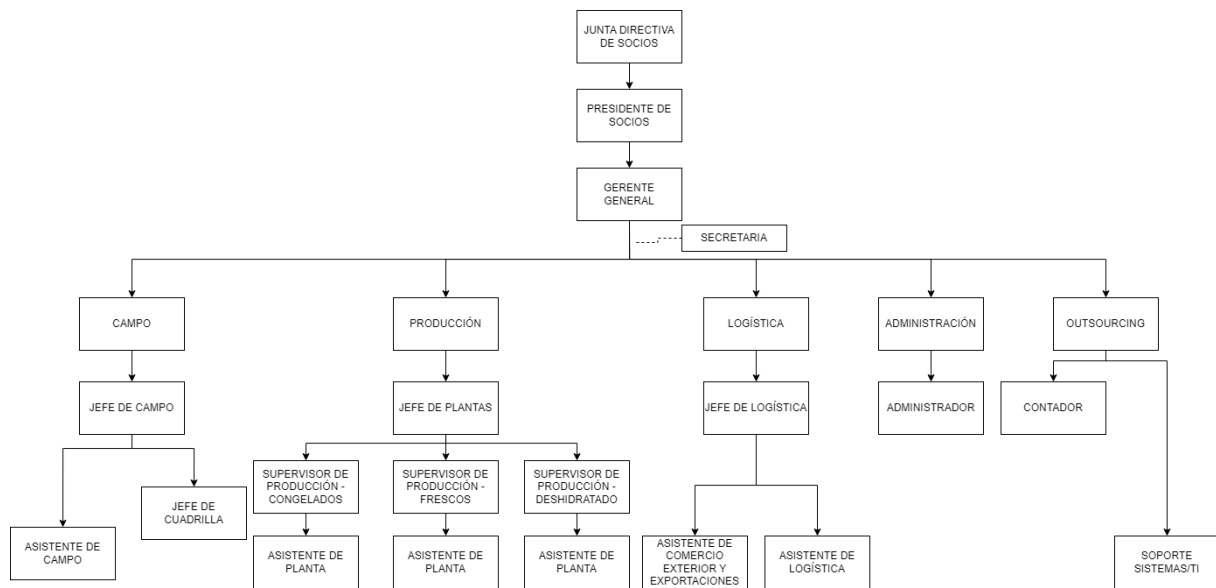 JUNTA DIRECTIVA
DE SOCIOS
PRESIDENTE DE
SOCIOS
GERENTE
GENERAL
SECRETARIA
CAMPO
PRODUCCIÓN
LOGÍSTICA
ADMINISTRACIÓN
OUTSOURCING
JEFE DE CAMPO
JEFE DE PLANTAS
JEFE DE LOGÍSTICA
ADMINISTRADOR
CONTADOR
SUPERVISOR DE
PRODUCCIÓN -
CONGELADOS
SUPERVISOR DE
PRODUCCIÓN -
FRESCOS
SUPERVISOR DE
PRODUCCIÓN -
DESHIDRATADO
JEFE DE
CUADRILLA
ASISTENTE DE
CAMPO
ASISTENTE DE
PLANTA
ASISTENTE DE
PLANTA
ASISTENTE DE
PLANTA
ASISTENTE DE
COMERCIO
EXTERIOR Y
EXPORTACIONES
ASISTENTE DE
LOGÍSTICA
SOPORTE
SISTEMAS/TI